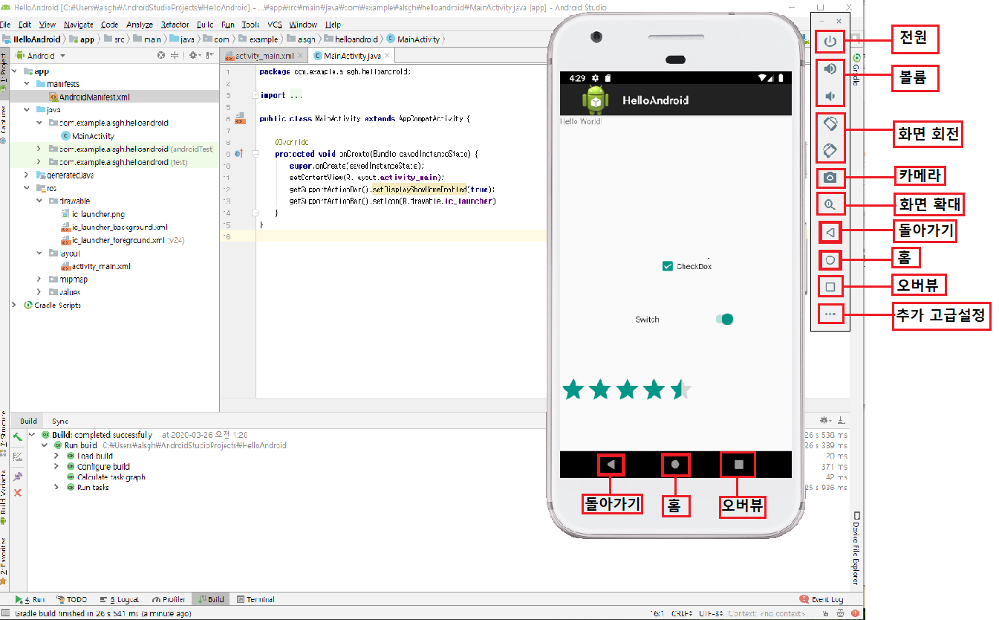 HelloAndroid [C:₩Users₩alsgh₩AndroidStudioProjects₩HelloAndroid] - ...₩app₩src₩main₩java₩com₩example₩alsgh₩helloandroid₩MainActivity.java [app] - Android Studio
File Edit View Navigate Code Analyze Refactor Build Run Tools VCS Window Help
HelloAndroid app src main java com example alsgh helloandroid MainActivity
Android
activity_main.xml
MainActivity.java
1: Project
Captures
Z: Structure
Build Variants
2: Favorites
app
manifests
AndroidManifest.xml
java
com.example.alsgh.helloandroid
MainActivity
com.example.alsgh.helloandroid (androidTest)
com.example.alsgh.helloandroid (test)
generatedJava
res
drawable
ic_launcher.png
ic_launcher_background.xml
ic_launcher_foreground.xml (v24)
layout
activity_main.xml
mipmap
values
Gradle Scripts
1 package com.example.alsgh.helloandroid;
2
3 import ...
5
6 public class MainActivity extends AppCompatActivity {
7
8 @Override
9 protected void onCreate(Bundle savedInstanceState) {
10 super.onCreate(savedInstanceState);
11 setContentView(R.layout.activity_main);
12 getSupportActionBar().setDisplayShowHomeEnabled(true);
13 getSupportActionBar().setIcon(R.drawable.ic_launcher)
14 }
15 }
16
4:29
HelloAndroid
Hello World!
CheckBox
Switch
돌아가기
홈
오버뷰
전원
볼륨
화면 회전
카메라
화면 확대
돌아가기
홈
오버뷰
추가 고급설정
Gradle
Device File Explorer
Build Sync
Build: completed successfully at 2020-03-26 오전 1:26
26 s 538 ms
Run build C:₩Users₩alsgh₩AndroidStudioProjects₩HelloAndroid
26 s 389 ms
Load build
20 ms
Configure build
371 ms
Calculate task graph
42 ms
Run tasks
25 s 936 ms
4: Run TODO 6: Logcat Profiler Build Terminal
Event Log
Gradle build finished in 26 s 541 ms (a minute ago)
16:1 CRLF UTF-8 Context: <no context>